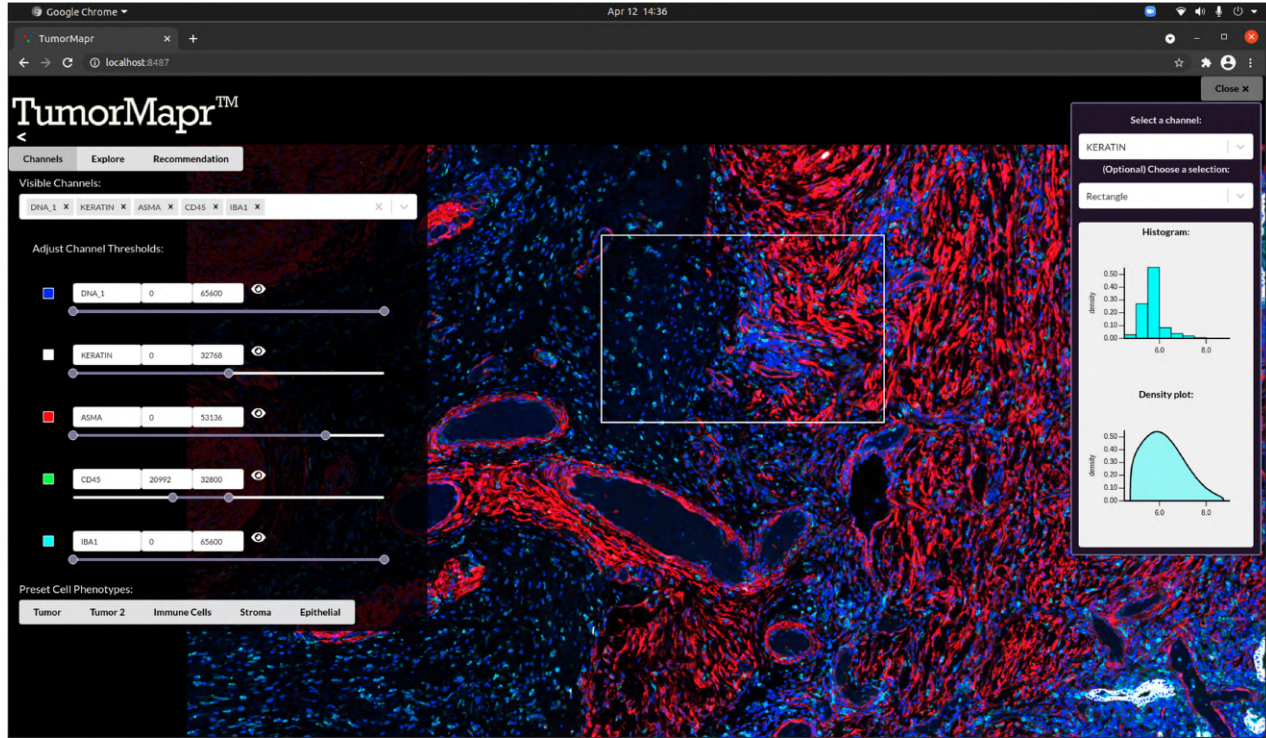 Google Chrome
Apr 12 14:36
TumorMapr
localhost:8487
Close ×
TumorMapr™
<
Channels Explore Recommendation
Visible Channels:
DNA_1 × KERATIN × ASMA × CD45 × IBA1 ×
Adjust Channel Thresholds:
DNA_1 0 65600
KERATIN 0 32768
ASMA 0 53136
CD45 20992 32800
IBA1 0 65600
Preset Cell Phenotypes:
Tumor Tumor 2 Immune Cells Stroma Epithelial
Select a channel:
KERATIN
(Optional) Choose a selection:
Rectangle
Histogram:
density
0.50
0.40
0.30
0.20
0.10
0.00
6.0 8.0
Density plot:
density
0.50
0.40
0.30
0.20
0.10
0.00
6.0 8.0